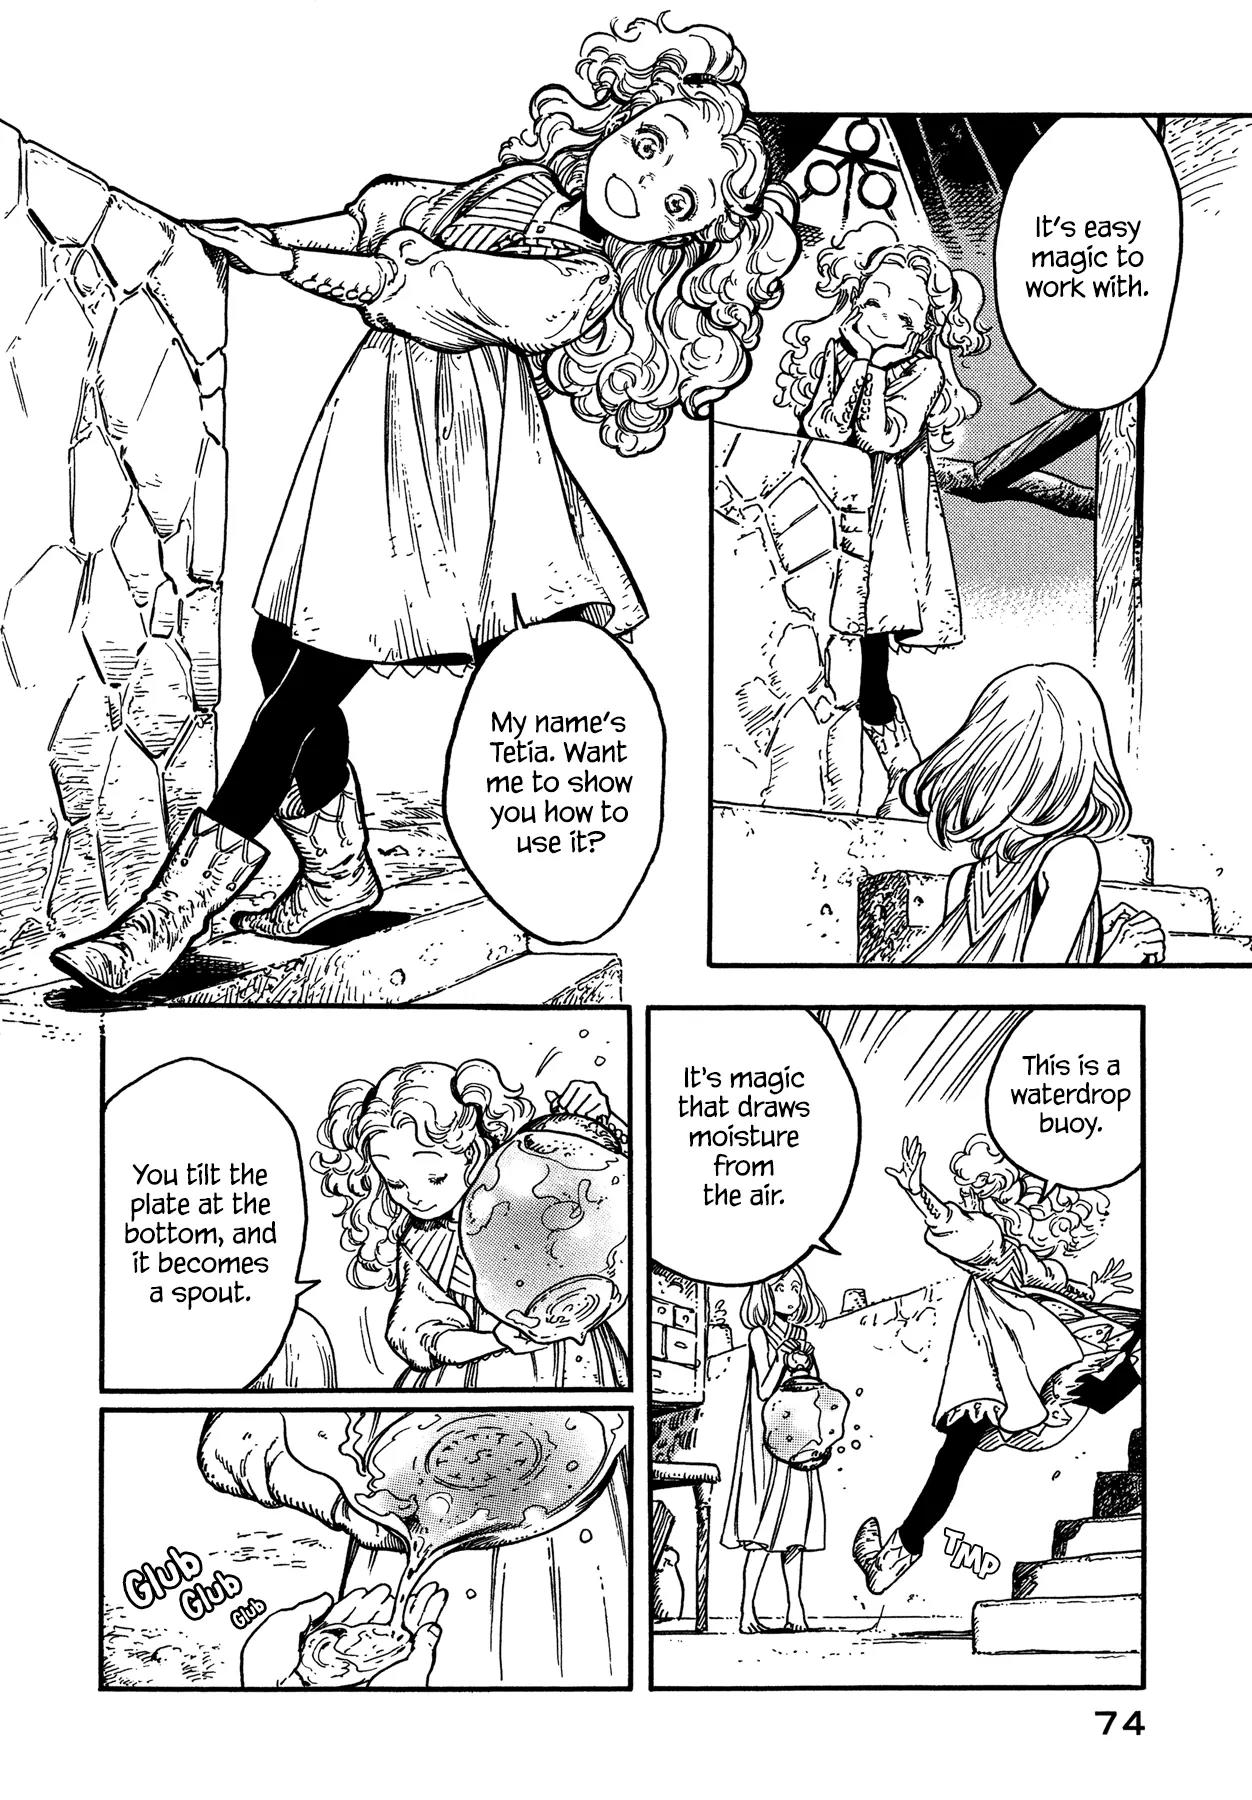 It's easy
magic to
work with.
My name's
Tetia. Want
me to show
you how to
use it?
This is a
waterdrop
buoy.
It's magic
that draws
moisture
from
the air.
TMP
You tilt the
plate at the
bottom, and
it becomes
a spout.
Glub
Glub
Glub
74